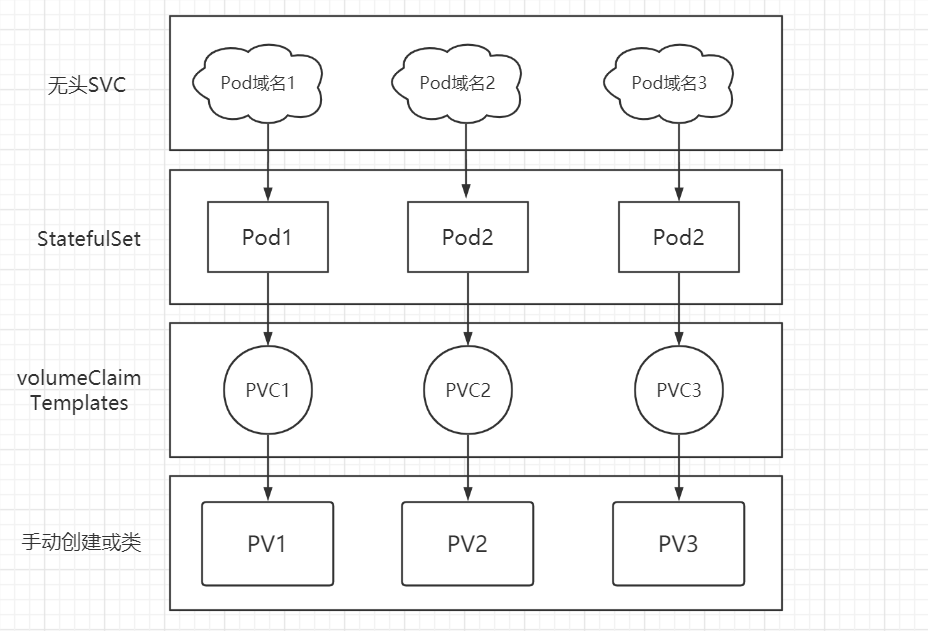 无头SVC
Pod域名1
Pod域名2
Pod域名3
StatefulSet
Pod1
Pod2
Pod2
volumeClaim
Templates
PVC1
PVC2
PVC3
手动创建或类
PV1
PV2
PV3